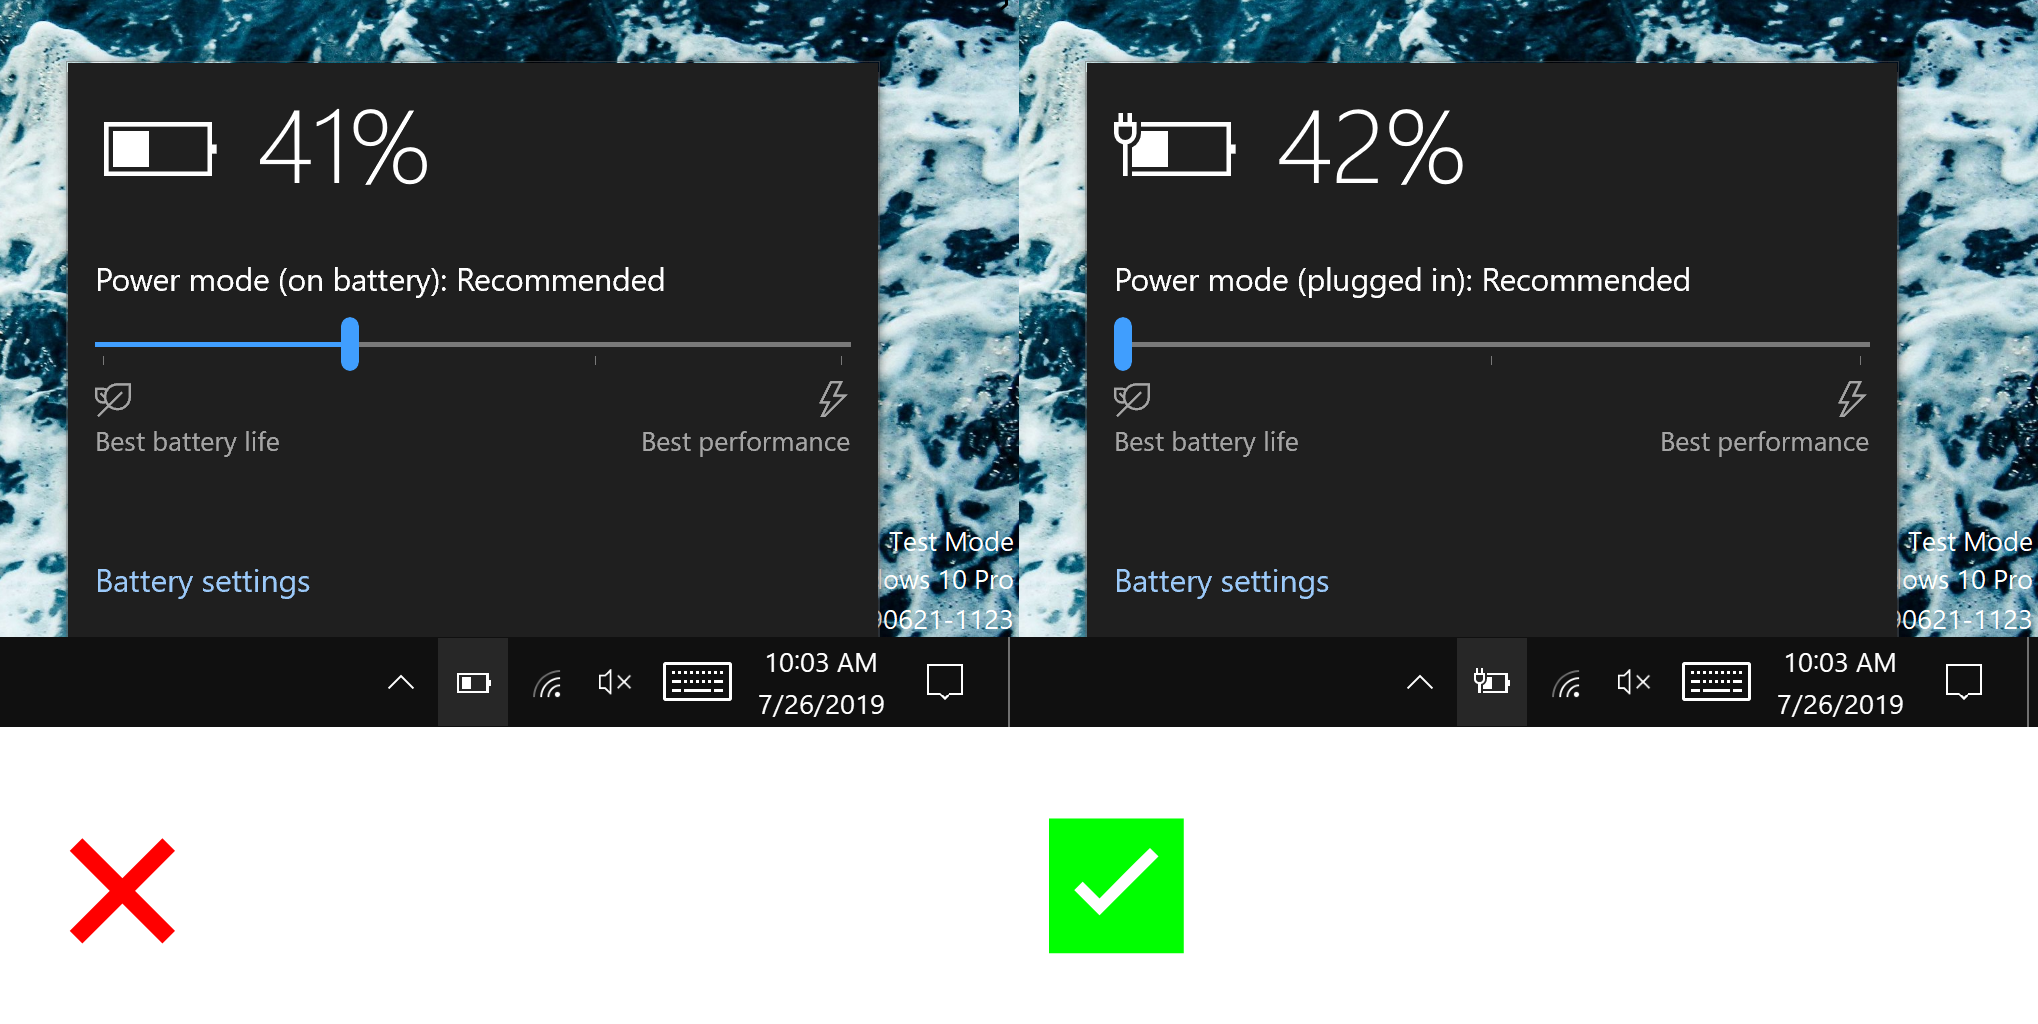 41%
Power mode (on battery): Recommended
Best battery life
Best performance
Battery settings
Test Mode
ows 10 Pro
0621-1123
10:03 AM
7/26/2019
42%
Power mode (plugged in): Recommended
Best battery life
Best performance
Battery settings
Test Mode
ows 10 Pro
0621-1123
10:03 AM
7/26/2019